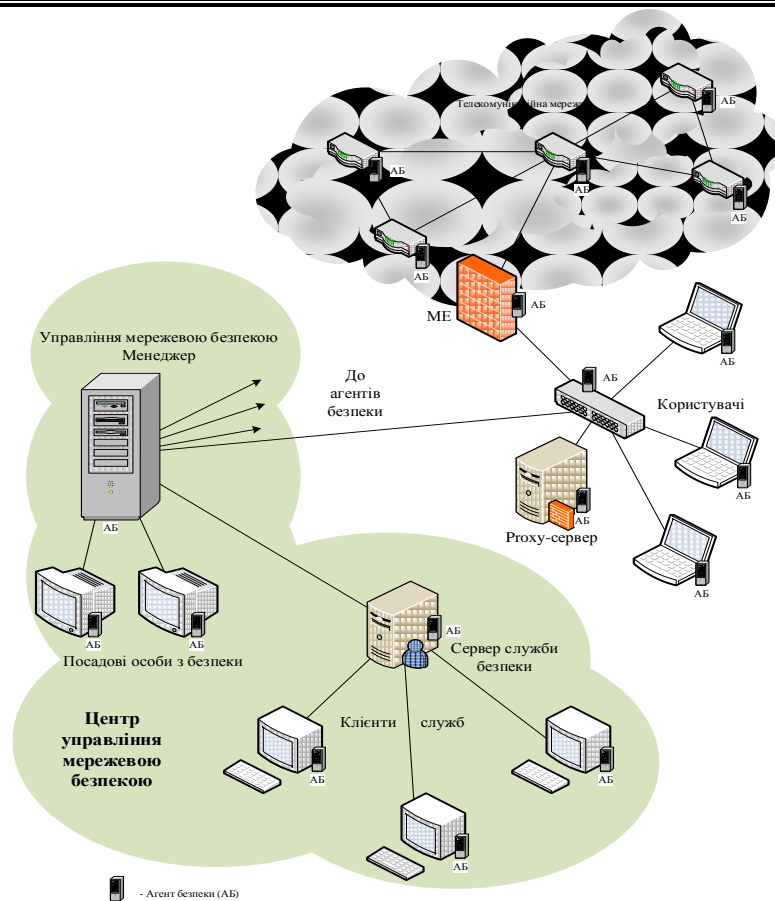 Телекомунікаційна мережа
АБ
АБ
АБ
АБ
АБ
МЕ
АБ
Управління мережевою безпекою
Менеджер
До
агентів
безпеки
АБ
АБ
Користувачі
АБ
АБ
АБ
Proxy-сервер
АБ
АБ
АБ
Посадові особи з безпеки
АБ
Сервер служби
безпеки
Центр
управління
мережевою
безпекою
Клієнти служб
АБ
АБ
АБ
- Агент безпеки (АБ)